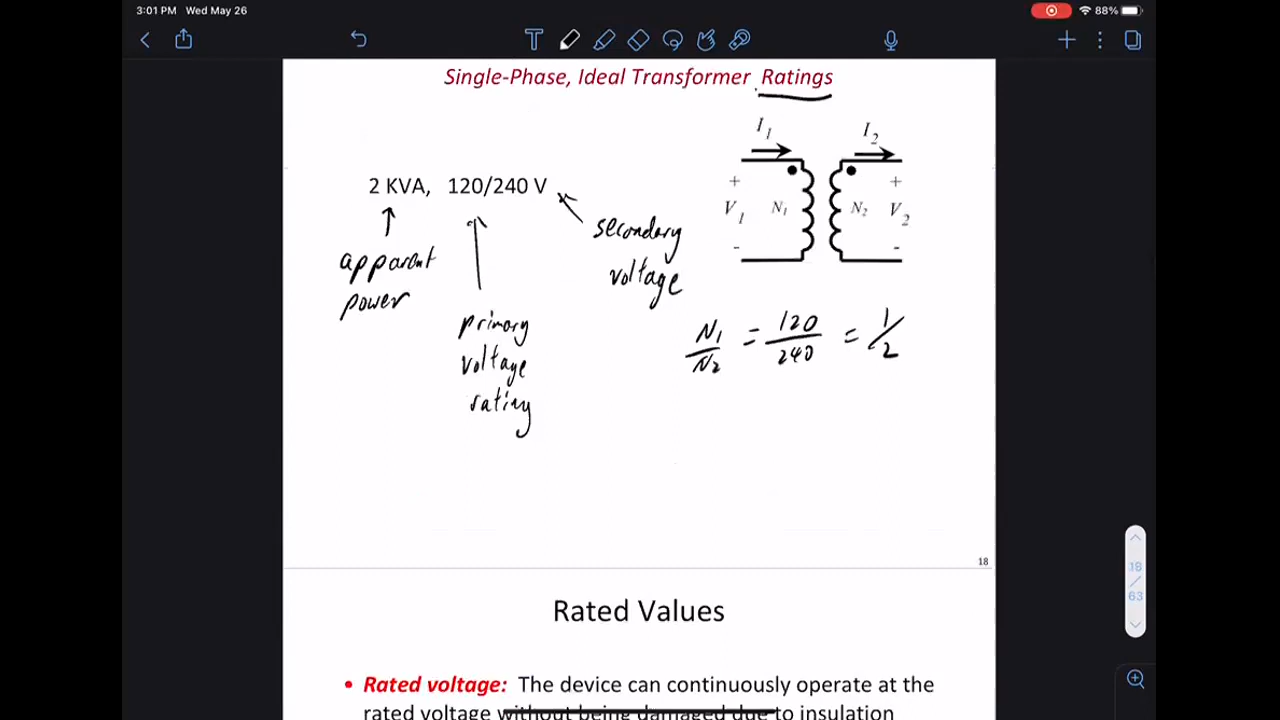 3:01 PM Wed May 26
88%
Single-Phase, Ideal Transformer Ratings
I1
I2
2 KVA, 120/240 V
+
V1
-
N1
N2
+
V2
-
apparent
power
secondary
voltage
primary
voltage
rating
N1/N2 = 120/240 = 1/2
18
18
/
63
Rated Values
• Rated voltage: The device can continuously operate at the
rated voltage without being damaged due to insulation